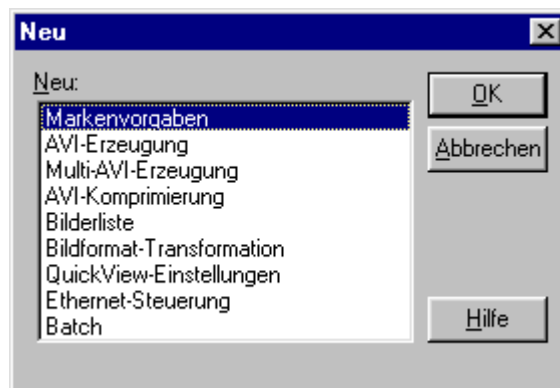 Neu
Neu:
Markenvorgaben
AVI-Erzeugung
Multi-AVI-Erzeugung
AVI-Komprimierung
Bilderliste
Bildformat-Transformation
QuickView-Einstellungen
Ethernet-Steuerung
Batch
OK
Abbrechen
Hilfe